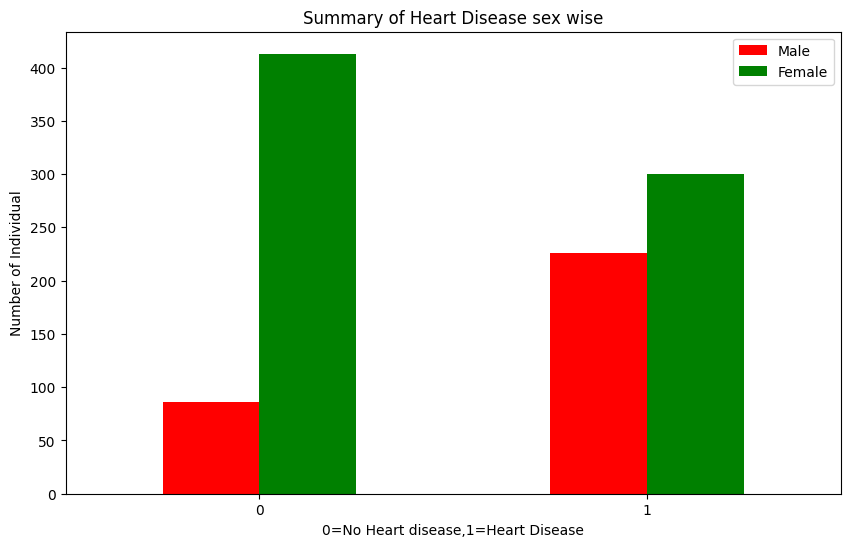 Summary of Heart Disease sex wise
Male
Female
400
350
300
250
200
150
100
50
0
Number of Individual
0
1
0=No Heart disease,1=Heart Disease